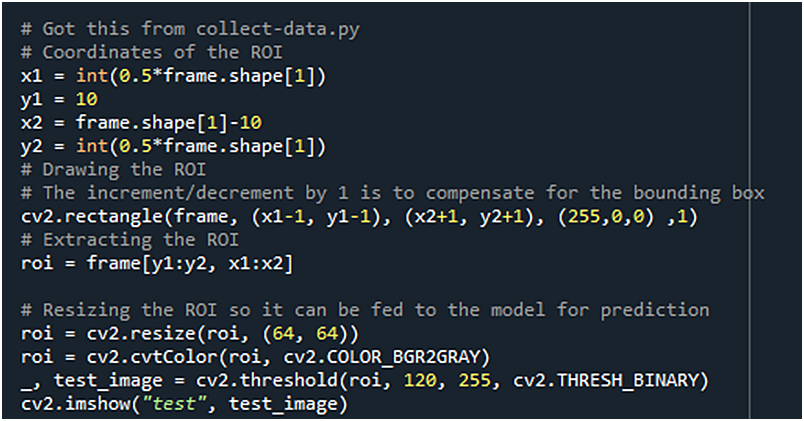 # Got this from collect-data.py
# Coordinates of the ROI
x1 = int(0.5*frame.shape[1])
y1 = 10
x2 = frame.shape[1]-10
y2 = int(0.5*frame.shape[1])
# Drawing the ROI
# The increment/decrement by 1 is to compensate for the bounding box
cv2.rectangle(frame, (x1-1, y1-1), (x2+1, y2+1), (255,0,0) ,1)
# Extracting the ROI
roi = frame[y1:y2, x1:x2]

# Resizing the ROI so it can be fed to the model for prediction
roi = cv2.resize(roi, (64, 64))
roi = cv2.cvtColor(roi, cv2.COLOR_BGR2GRAY)
_, test_image = cv2.threshold(roi, 120, 255, cv2.THRESH_BINARY)
cv2.imshow("test", test_image)